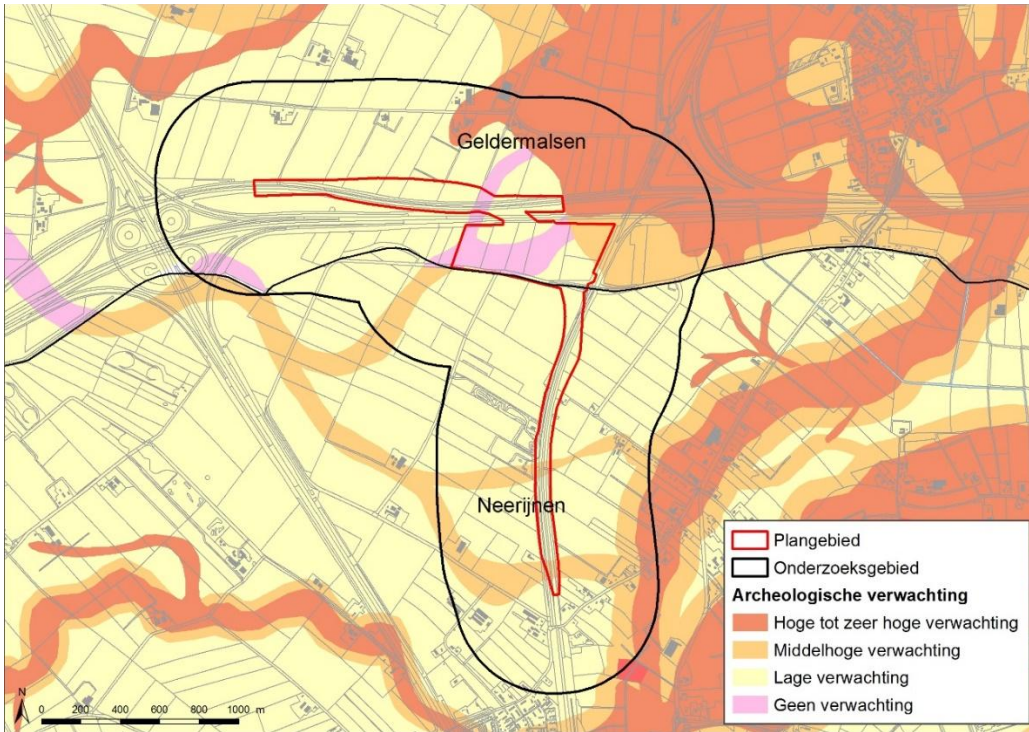 Geldermalsen
Neerijnen
Plangebied
Onderzoeksgebied
Archeologische verwachting
Hoge tot zeer hoge verwachting
Middelhoge verwachting
Lage verwachting
Geen verwachting
N
0 200 400 600 800 1000 m